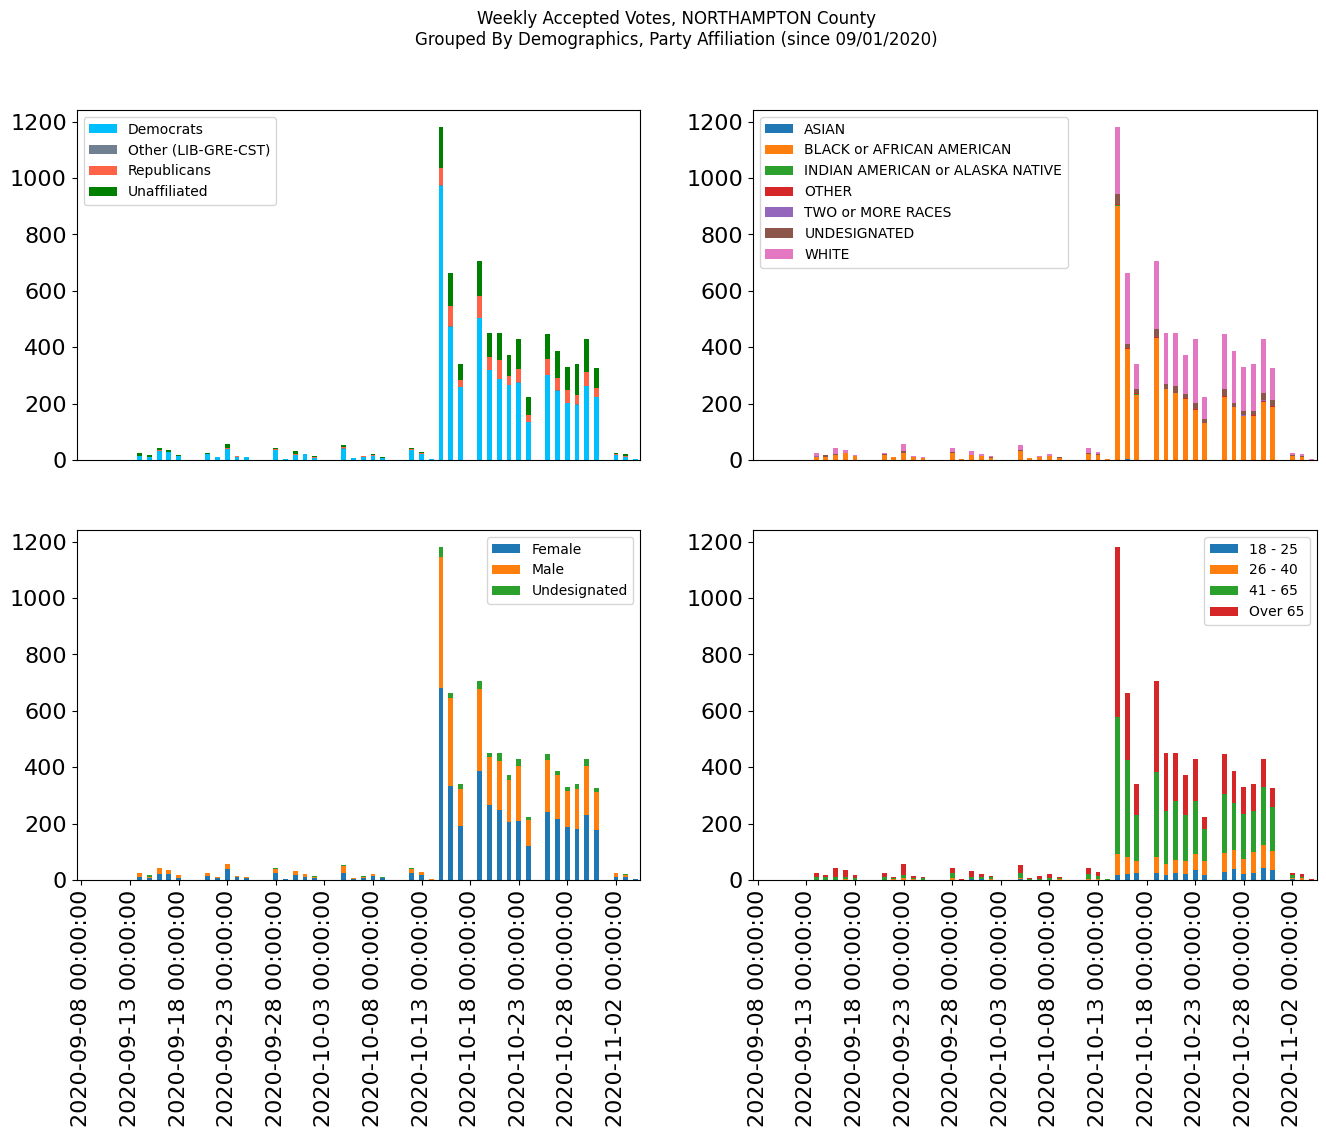 Weekly Accepted Votes, NORTHAMPTON County
Grouped By Demographics, Party Affiliation (since 09/01/2020)
1200
1000
800
600
400
200
0
Democrats
Other (LIB-GRE-CST)
Republicans
Unaffiliated
1200
1000
800
600
400
200
0
ASIAN
BLACK or AFRICAN AMERICAN
INDIAN AMERICAN or ALASKA NATIVE
OTHER
TWO or MORE RACES
UNDESIGNATED
WHITE
1200
1000
800
600
400
200
0
Female
Male
Undesignated
2020-09-08 00:00:00
2020-09-13 00:00:00
2020-09-18 00:00:00
2020-09-23 00:00:00
2020-09-28 00:00:00
2020-10-03 00:00:00
2020-10-08 00:00:00
2020-10-13 00:00:00
2020-10-18 00:00:00
2020-10-23 00:00:00
2020-10-28 00:00:00
2020-11-02 00:00:00
1200
1000
800
600
400
200
0
18 - 25
26 - 40
41 - 65
Over 65
2020-09-08 00:00:00
2020-09-13 00:00:00
2020-09-18 00:00:00
2020-09-23 00:00:00
2020-09-28 00:00:00
2020-10-03 00:00:00
2020-10-08 00:00:00
2020-10-13 00:00:00
2020-10-18 00:00:00
2020-10-23 00:00:00
2020-10-28 00:00:00
2020-11-02 00:00:00